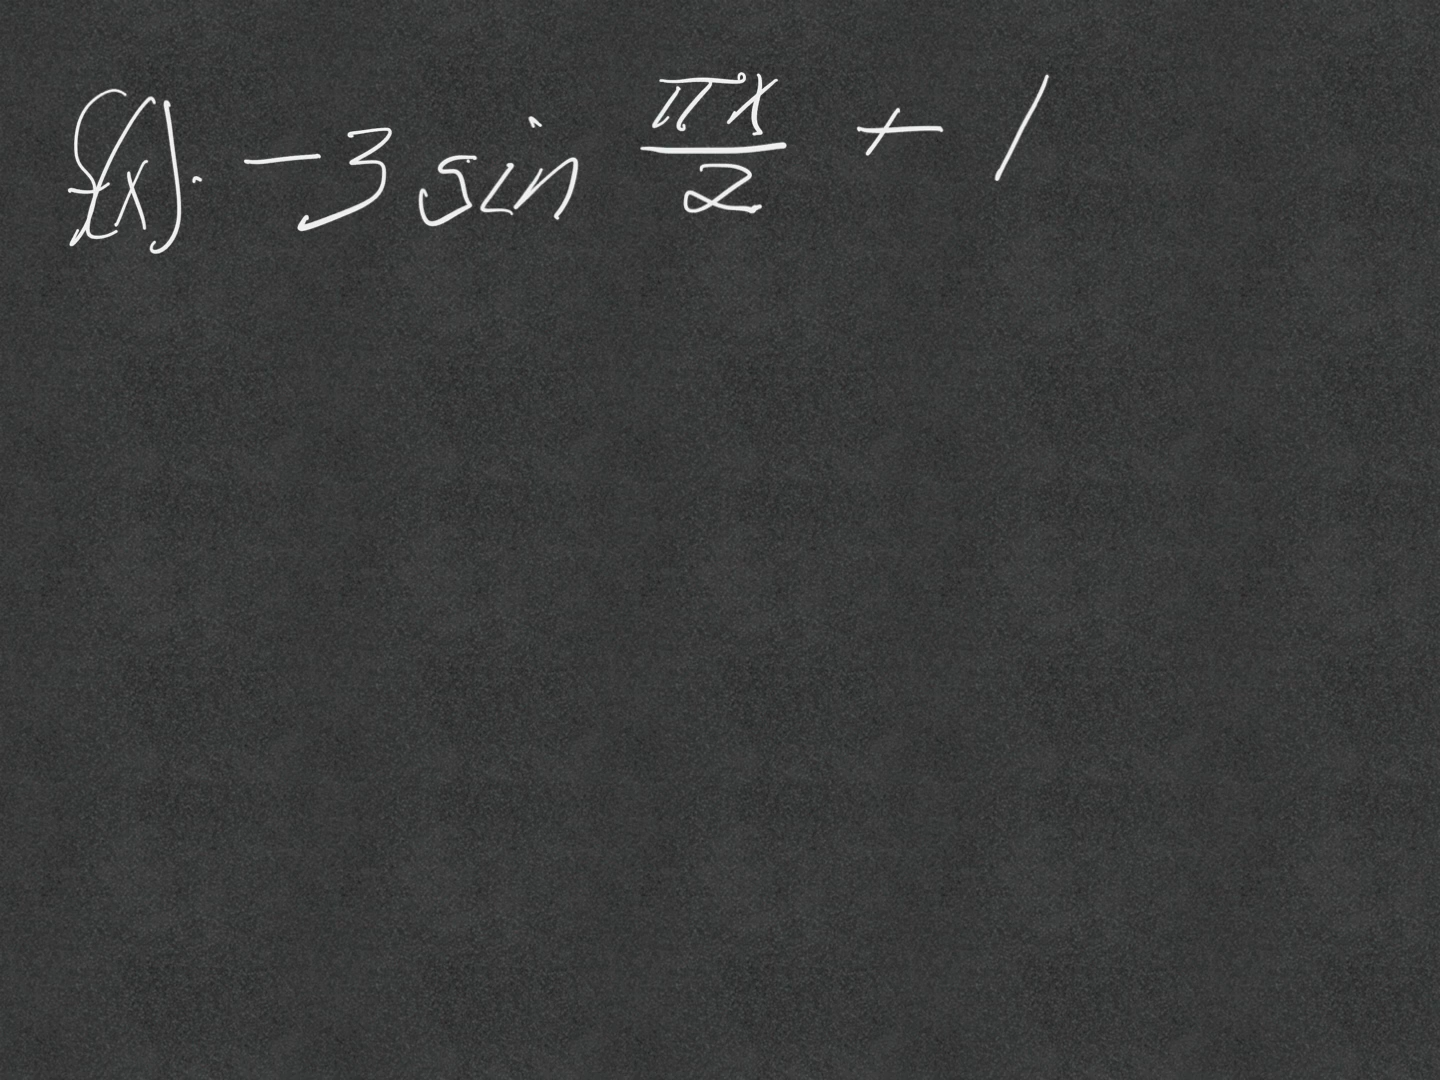 f(x). -3 sin πx/2 + 1